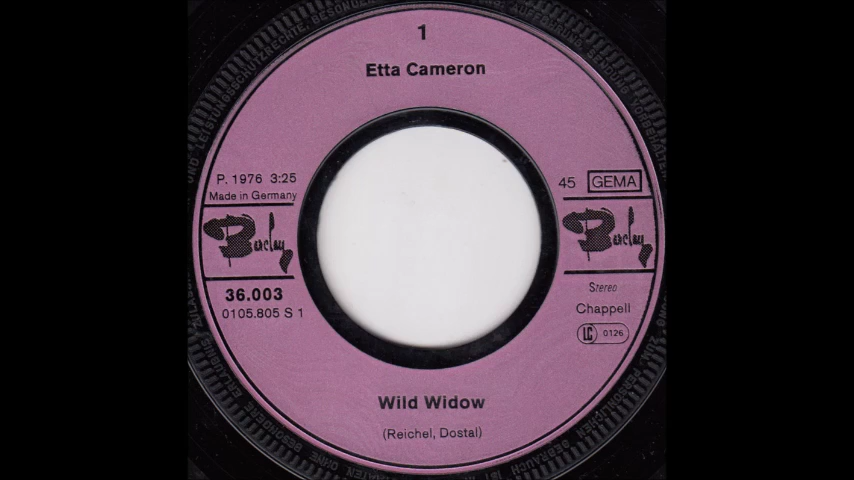 1
Etta Cameron
P. 1976 3:25
Made in Germany
45 GEMA
Barclay
Barclay
36.003
0105.805 S 1
Stereo
Chappell
LC 0126
Wild Widow
(Reichel, Dostal)